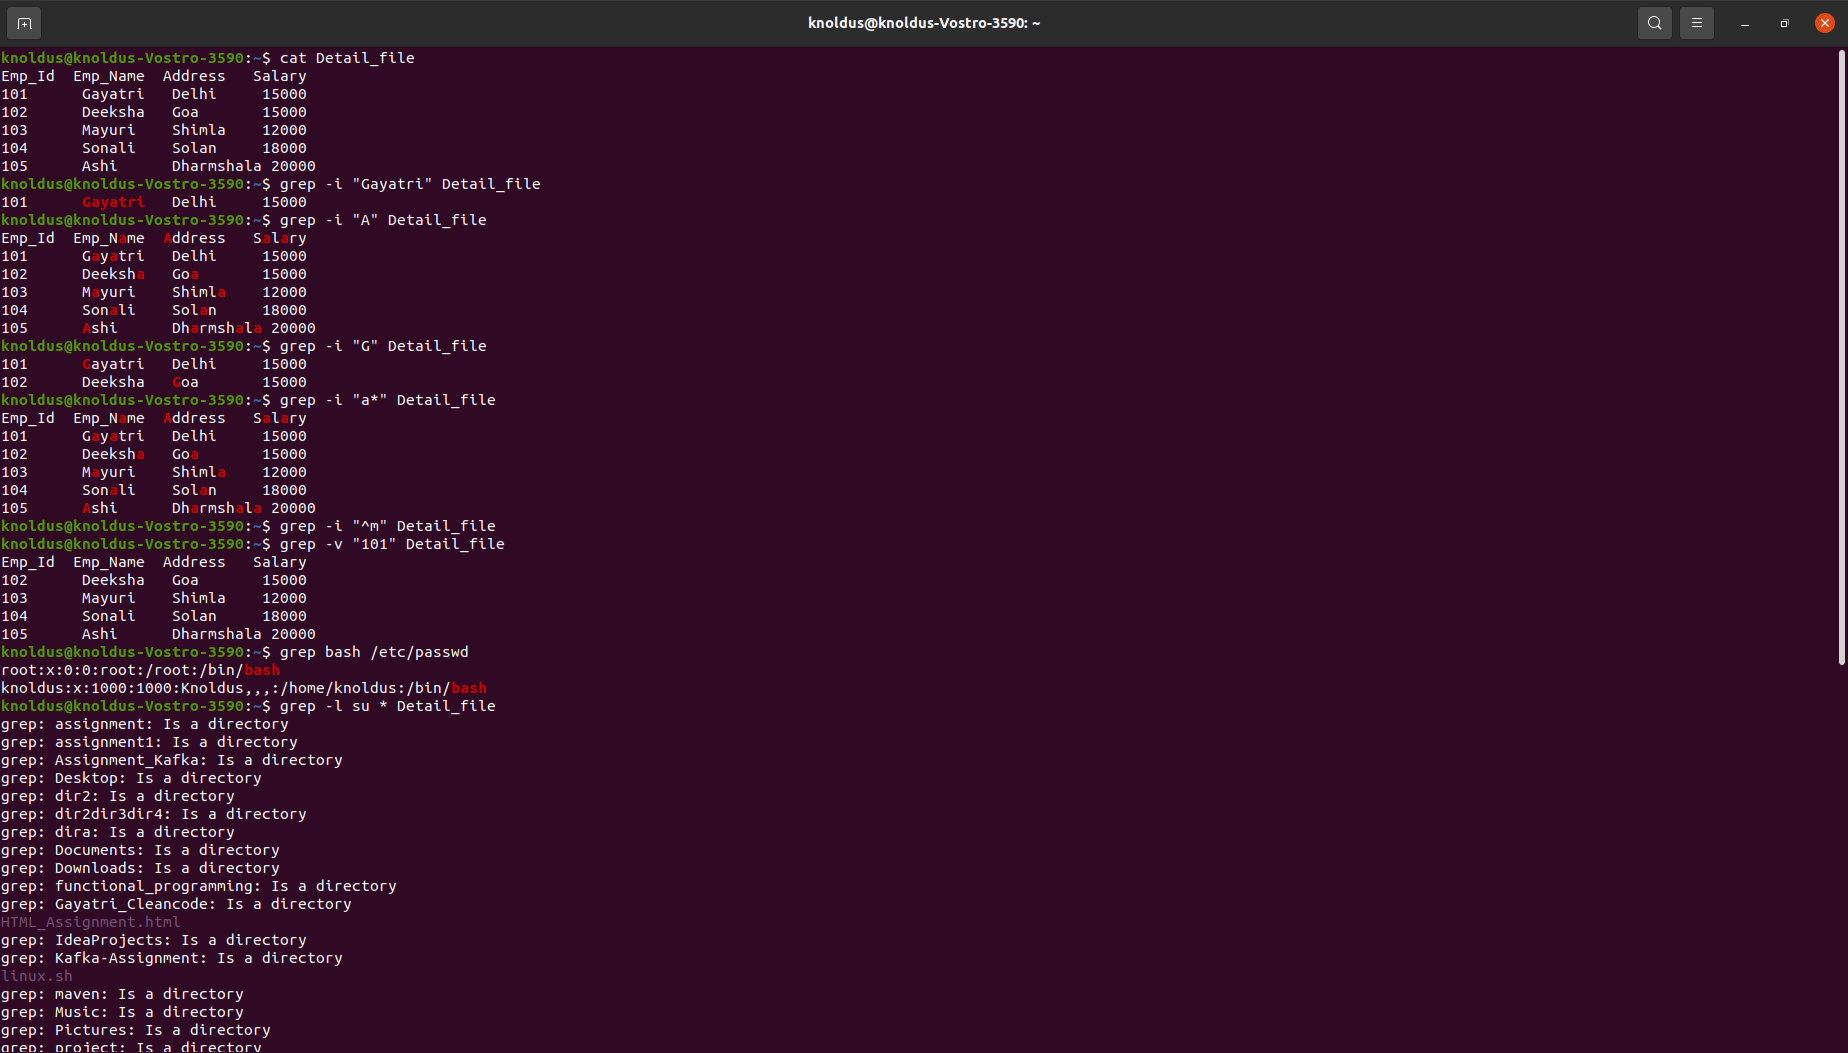 knoldus@knoldus-Vostro-3590: ~
knoldus@knoldus-Vostro-3590:~$ cat Detail_file
Emp_Id  Emp_Name  Address   Salary
101      Gayatri   Delhi     15000
102      Deeksha   Goa       15000
103      Mayuri    Shimla    12000
104      Sonali    Solan     18000
105      Ashi      Dharmshala 20000
knoldus@knoldus-Vostro-3590:~$ grep -i "Gayatri" Detail_file
101      Gayatri   Delhi     15000
knoldus@knoldus-Vostro-3590:~$ grep -i "A" Detail_file
Emp_Id  Emp_Name  Address   Salary
101      Gayatri   Delhi     15000
102      Deeksha   Goa       15000
103      Mayuri    Shimla    12000
104      Sonali    Solan     18000
105      Ashi      Dharmshala 20000
knoldus@knoldus-Vostro-3590:~$ grep -i "G" Detail_file
101      Gayatri   Delhi     15000
102      Deeksha   Goa       15000
knoldus@knoldus-Vostro-3590:~$ grep -i "a*" Detail_file
Emp_Id  Emp_Name  Address   Salary
101      Gayatri   Delhi     15000
102      Deeksha   Goa       15000
103      Mayuri    Shimla    12000
104      Sonali    Solan     18000
105      Ashi      Dharmshala 20000
knoldus@knoldus-Vostro-3590:~$ grep -i "^m" Detail_file
knoldus@knoldus-Vostro-3590:~$ grep -v "101" Detail_file
Emp_Id  Emp_Name  Address   Salary
102      Deeksha   Goa       15000
103      Mayuri    Shimla    12000
104      Sonali    Solan     18000
105      Ashi      Dharmshala 20000
knoldus@knoldus-Vostro-3590:~$ grep bash /etc/passwd
root:x:0:0:root:/root:/bin/bash
knoldus:x:1000:1000:Knoldus,,,:/home/knoldus:/bin/bash
knoldus@knoldus-Vostro-3590:~$ grep -l su * Detail_file
grep: assignment: Is a directory
grep: assignment1: Is a directory
grep: Assignment_Kafka: Is a directory
grep: Desktop: Is a directory
grep: dir2: Is a directory
grep: dir2dir3dir4: Is a directory
grep: dira: Is a directory
grep: Documents: Is a directory
grep: Downloads: Is a directory
grep: functional_programming: Is a directory
grep: Gayatri_Cleancode: Is a directory
HTML_Assignment.html
grep: IdeaProjects: Is a directory
grep: Kafka-Assignment: Is a directory
linux.sh
grep: maven: Is a directory
grep: Music: Is a directory
grep: Pictures: Is a directory
grep: project: Is a directory